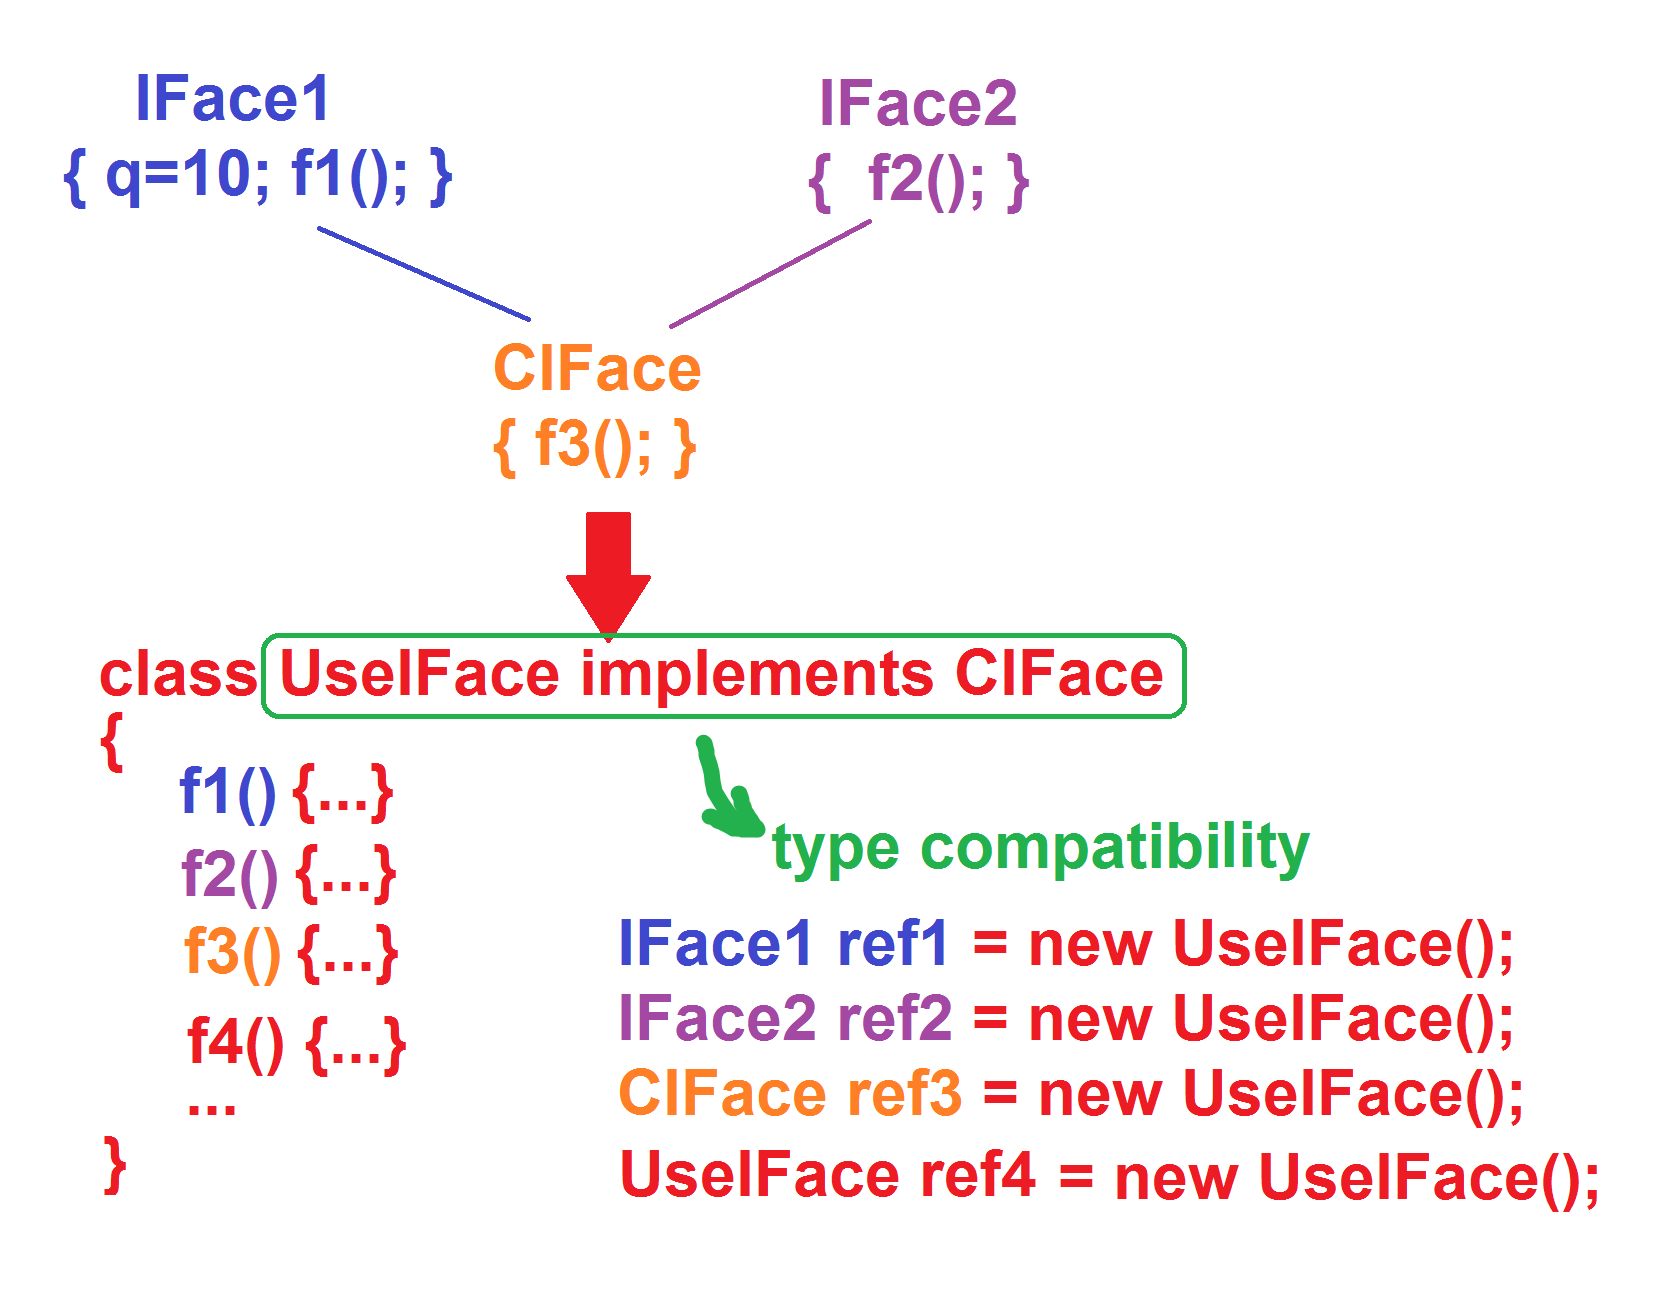 IFace1
{ q=10; f1(); }
IFace2
{ f2(); }
CIFace
{ f3(); }
class UseIFace implements CIFace
{
f1() {...}
f2() {...}
f3() {...}
f4() {...}
...
}
type compatibility
IFace1 ref1 = new UseIFace();
IFace2 ref2 = new UseIFace();
CIFace ref3 = new UseIFace();
UseIFace ref4 = new UseIFace();